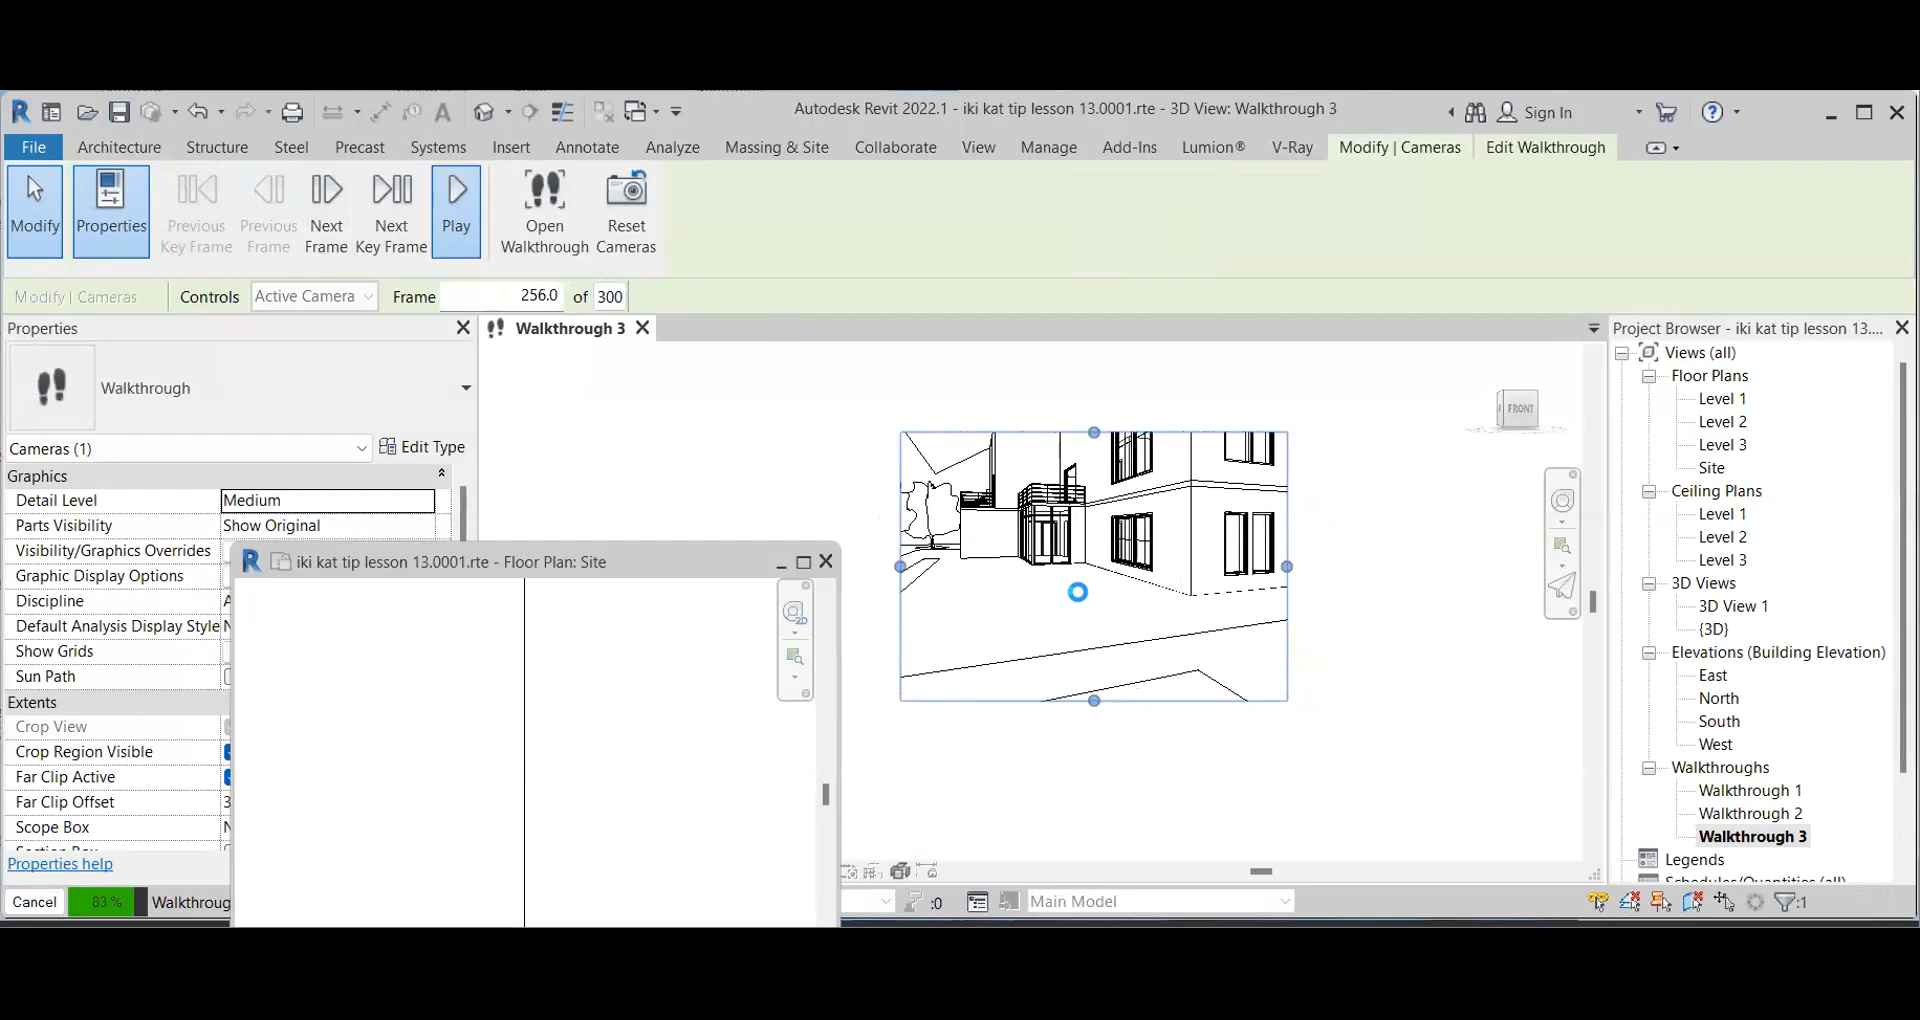 Autodesk Revit 2022.1 - iki kat tip lesson 13.0001.rte - 3D View: Walkthrough 3
Sign In
File Architecture Structure Steel Precast Systems Insert Annotate Analyze Massing & Site Collaborate View Manage Add-Ins Lumion® V-Ray Modify | Cameras Edit Walkthrough
Modify
Properties
Previous Key Frame
Previous Frame
Next Frame
Next Key Frame
Play
Open Walkthrough
Reset Cameras
Modify | Cameras Controls Active Camera Frame 256.0 of 300
Properties
Walkthrough
Cameras (1) Edit Type
Graphics
Detail Level Medium
Parts Visibility Show Original
Visibility/Graphics Overrides
Graphic Display Options
Discipline
Default Analysis Display Style
Show Grids
Sun Path
Extents
Crop View
Crop Region Visible
Far Clip Active
Far Clip Offset 3
Scope Box
Properties help
Cancel 83 % Walkthroug
iki kat tip lesson 13.0001.rte - Floor Plan: Site
2D
Walkthrough 3
FRONT
:0 Main Model
:1
Project Browser - iki kat tip lesson 13....
Views (all)
Floor Plans
Level 1
Level 2
Level 3
Site
Ceiling Plans
Level 1
Level 2
Level 3
3D Views
3D View 1
{3D}
Elevations (Building Elevation)
East
North
South
West
Walkthroughs
Walkthrough 1
Walkthrough 2
Walkthrough 3
Legends
Schedules/Quantities (all)